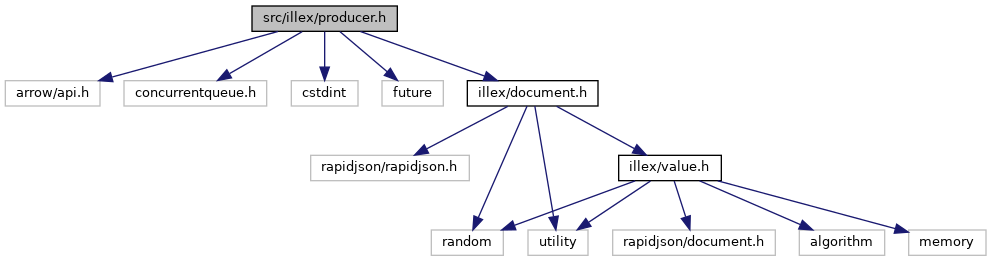 src/illex/producer.h
arrow/api.h
concurrentqueue.h
cstdint
future
illex/document.h
rapidjson/rapidjson.h
illex/value.h
random
utility
rapidjson/document.h
algorithm
memory